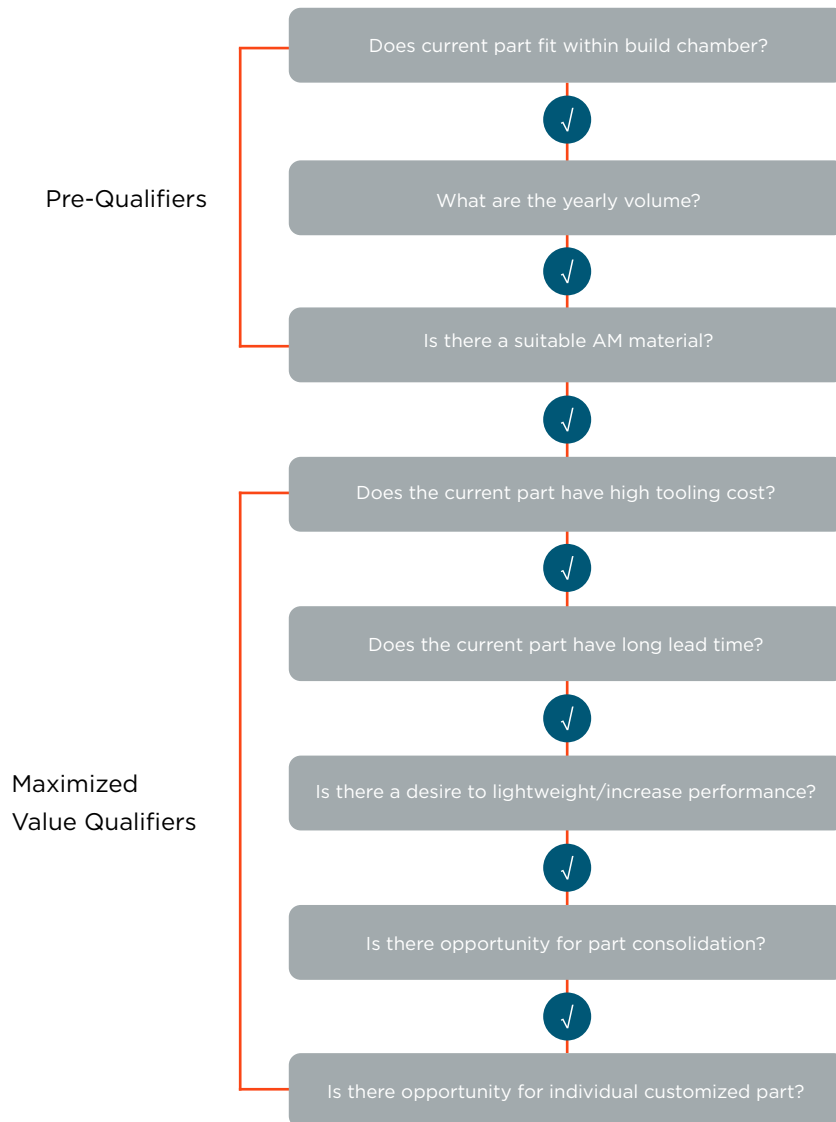 Does current part fit within build chamber?
√
Pre-Qualifiers
What are the yearly volume?
√
Is there a suitable AM material?
√
Does the current part have high tooling cost?
√
Does the current part have long lead time?
√
Maximized
Value Qualifiers
Is there a desire to lightweight/increase performance?
√
Is there opportunity for part consolidation?
√
Is there opportunity for individual customized part?